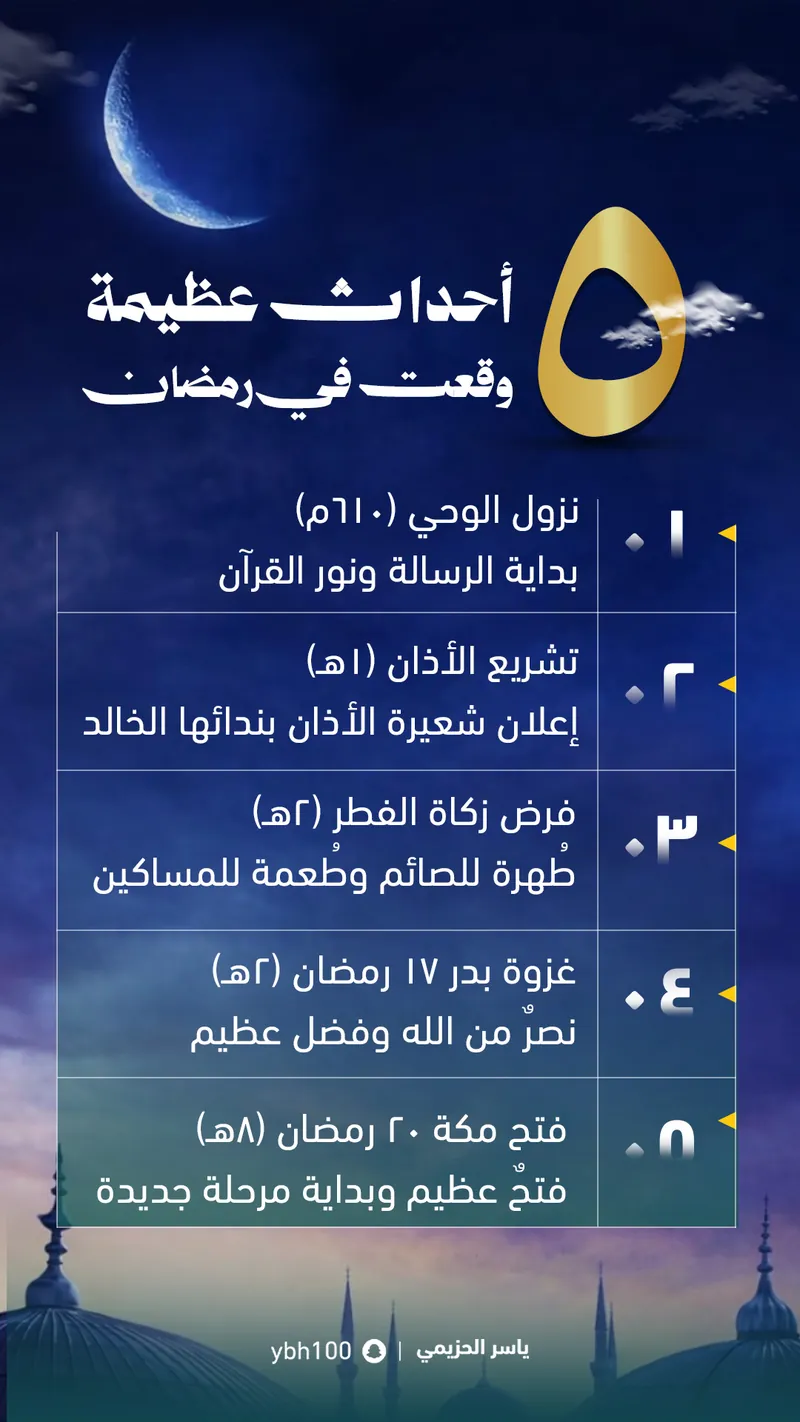 ٥
أحداث عظيمة
وقعت في رمضان
٠١
نزول الوحي (٦١٠م)
بداية الرسالة ونور القرآن
٠٢
تشريع الأذان (١هـ)
إعلان شعيرة الأذان بندائها الخالد
٠٣
فرض زكاة الفطر (٢هـ)
طُهرة للصائم وطُعمة للمساكين
٠٤
غزوة بدر ١٧ رمضان (٢هـ)
نصرٌ من الله وفضل عظيم
٠٥
فتح مكة ٢٠ رمضان (٨هـ)
فتحٌ عظيم وبداية مرحلة جديدة
ياسر الحزيمي | ybh100